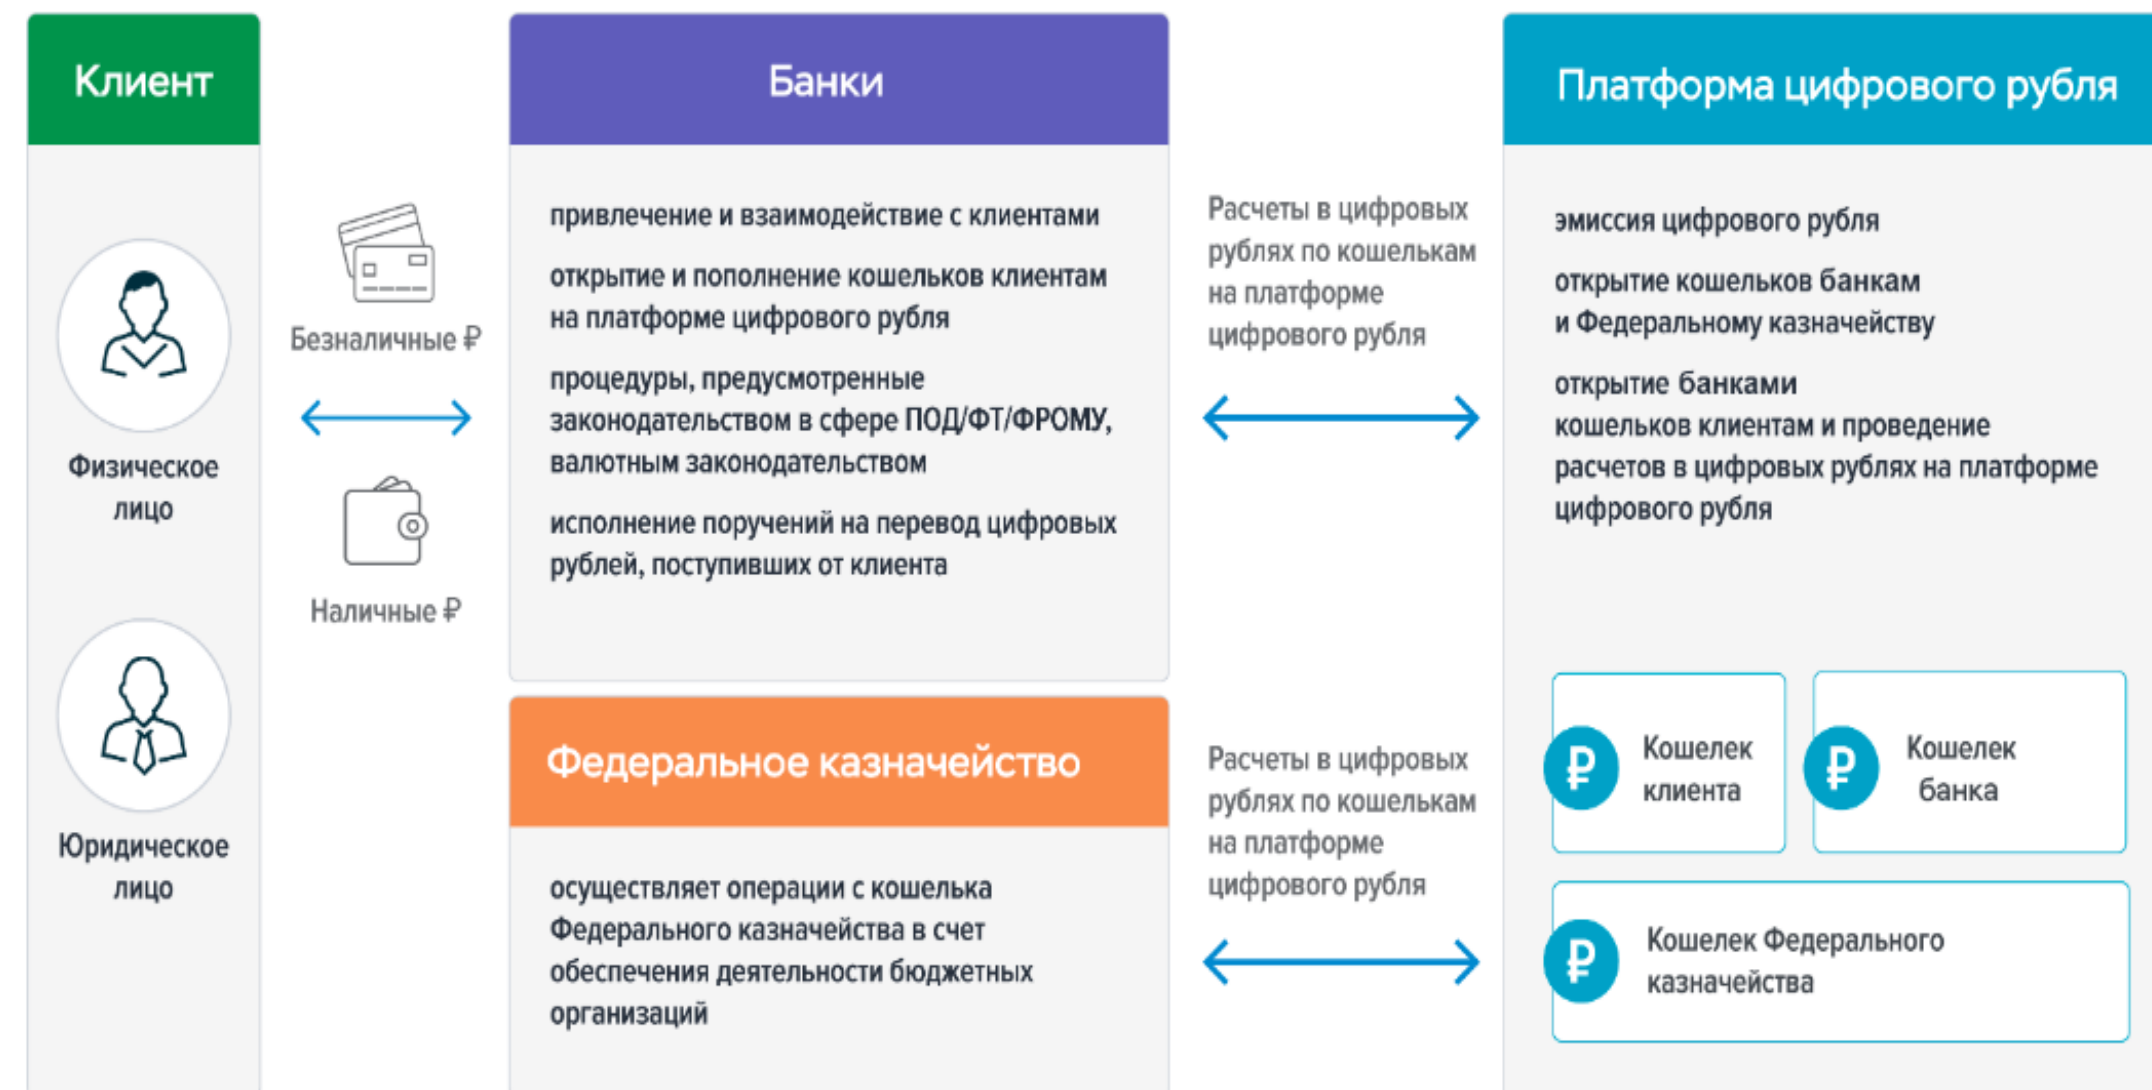 Клиент
Физическое
лицо
Юридическое
лицо
Безналичные ₽
Наличные ₽
Банки
привлечение и взаимодействие с клиентами
открытие и пополнение кошельков клиентам
на платформе цифрового рубля
процедуры, предусмотренные
законодательством в сфере ПОД/ФТ/ФРОМУ,
валютным законодательством
исполнение поручений на перевод цифровых
рублей, поступивших от клиента
Федеральное казначейство
осуществляет операции с кошелька
Федерального казначейства в счет
обеспечения деятельности бюджетных
организаций
Расчеты в цифровых
рублях по кошелькам
на платформе
цифрового рубля
Расчеты в цифровых
рублях по кошелькам
на платформе
цифрового рубля
Платформа цифрового рубля
эмиссия цифрового рубля
открытие кошельков банкам
и Федеральному казначейству
открытие банками
кошельков клиентам и проведение
расчетов в цифровых рублях на платформе
цифрового рубля
₽
Кошелек
клиента
₽
Кошелек
банка
₽
Кошелек Федерального
казначейства